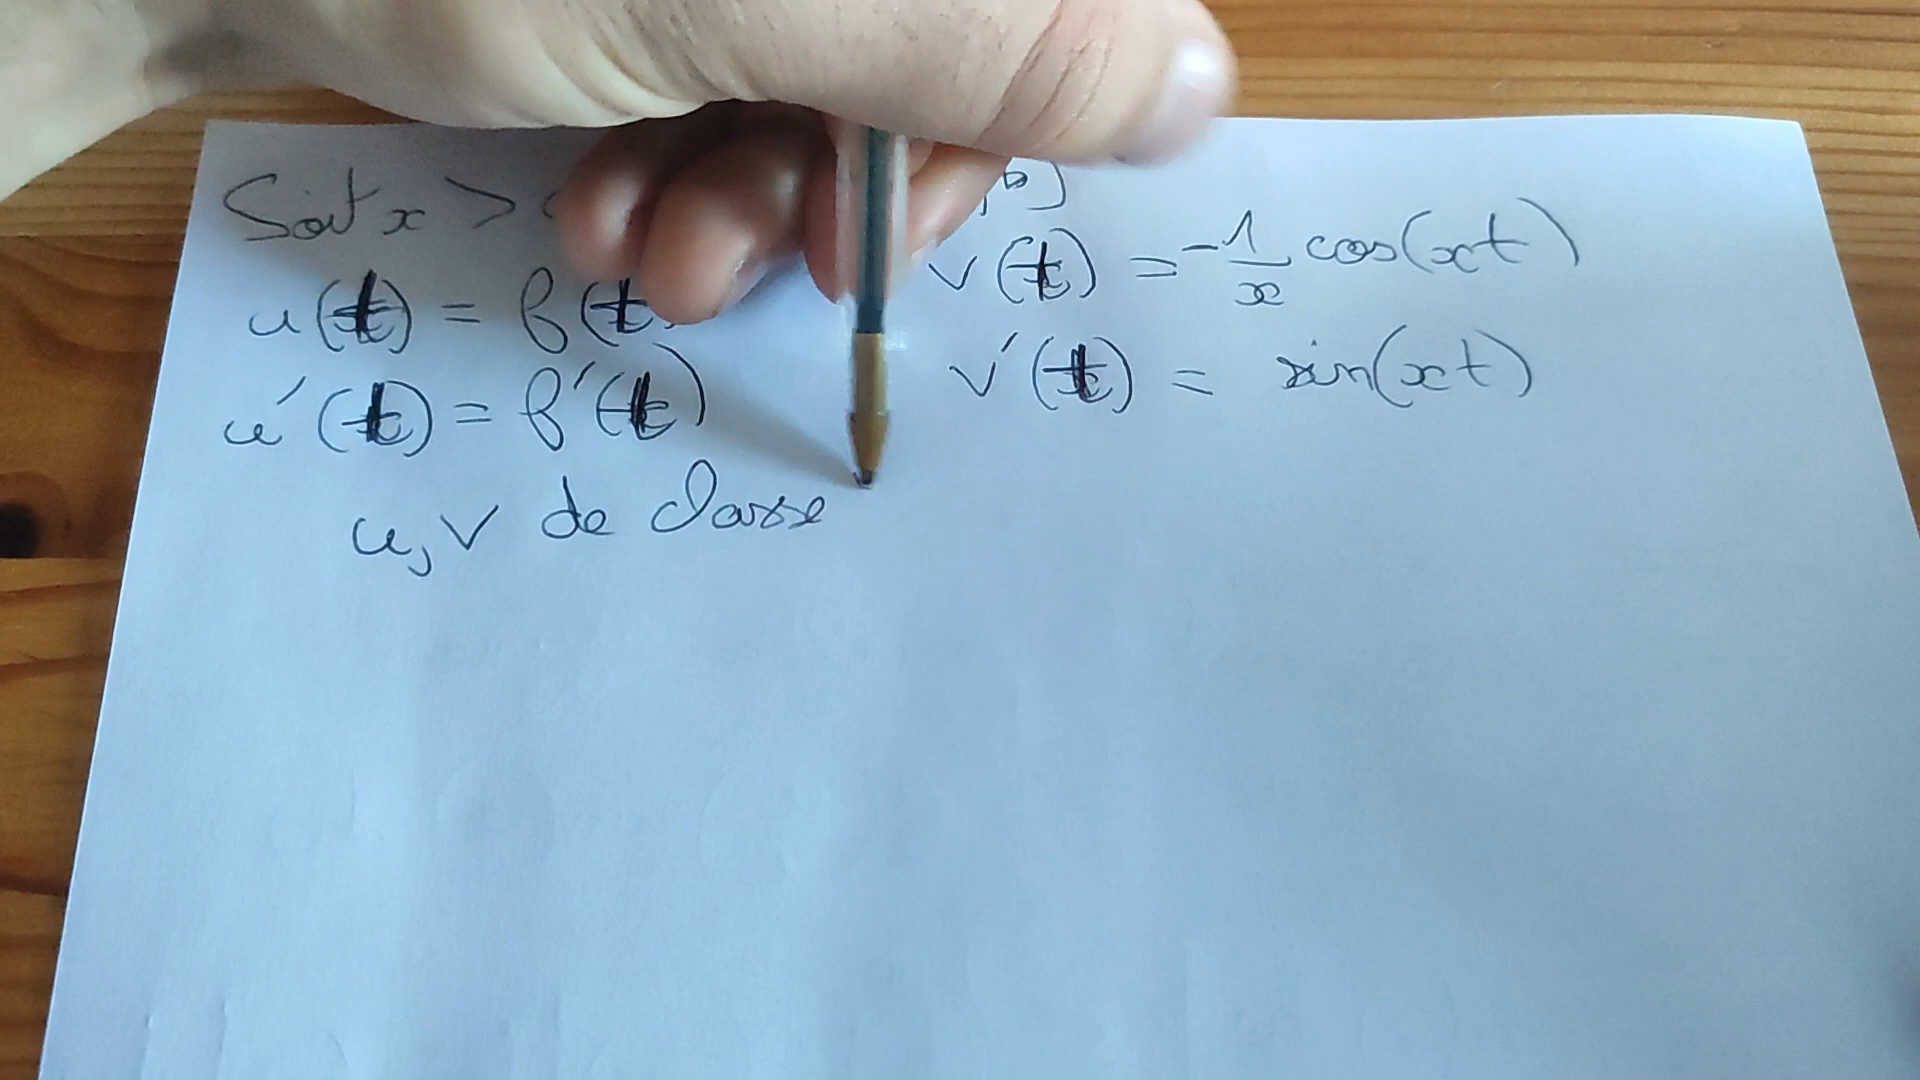 Soit x > , b]
u(t) = f(t v(t) = -1/x cos(xt)
u'(t) = f'(t) v'(t) = sin(xt)
u, v de classe